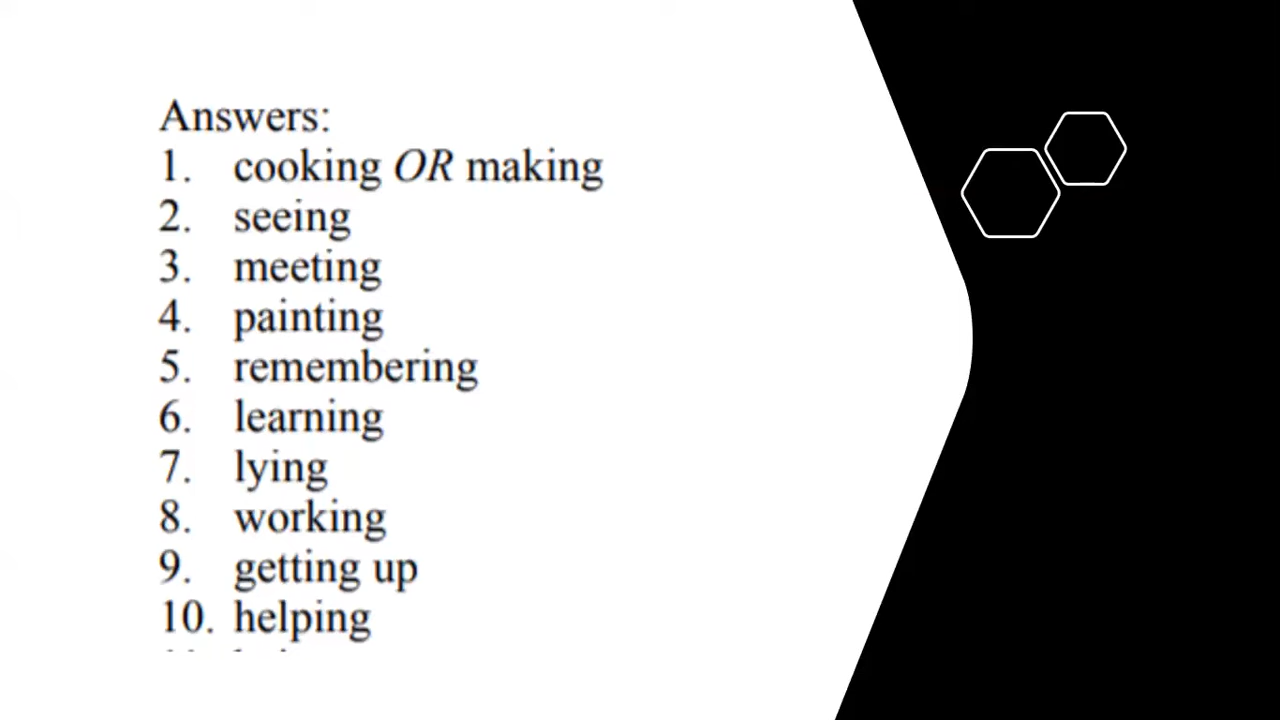 Answers:
1. cooking OR making
2. seeing
3. meeting
4. painting
5. remembering
6. learning
7. lying
8. working
9. getting up
10. helping